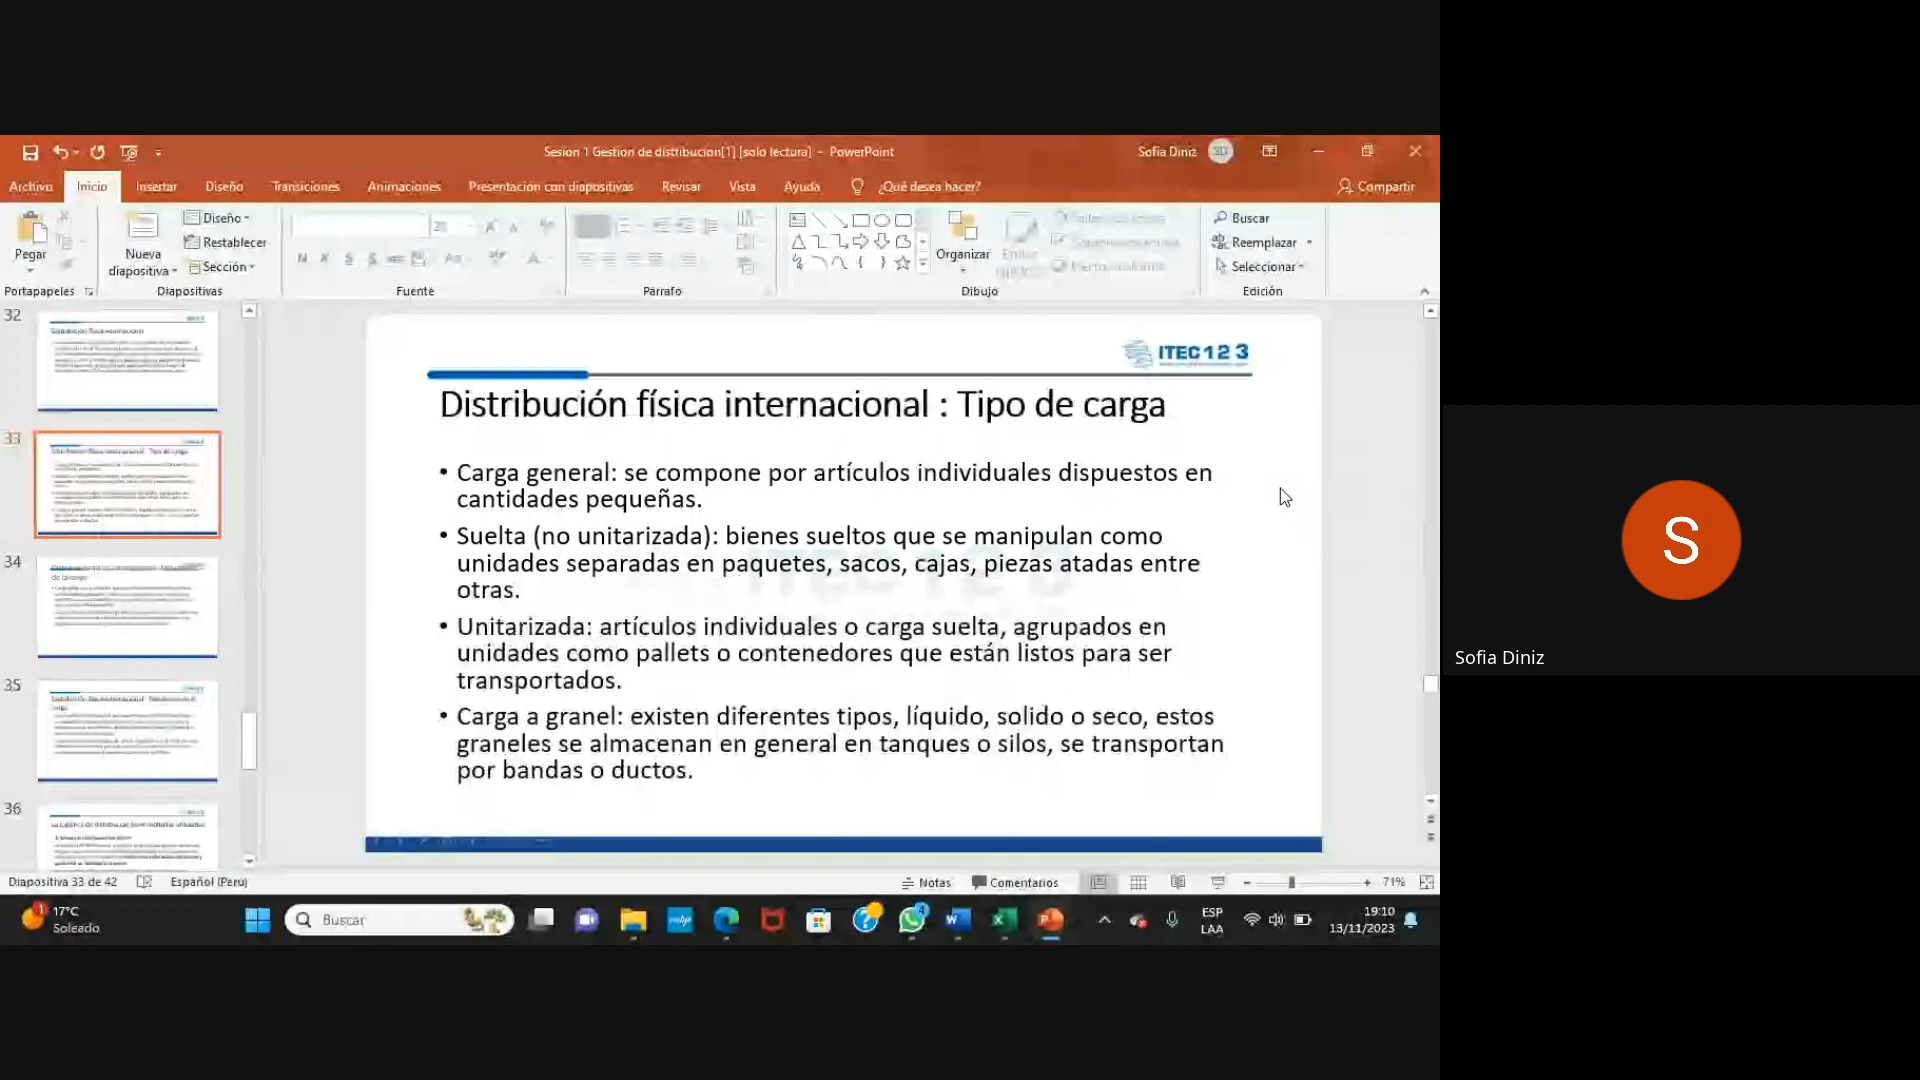 Sesion 1 Gestion de distribucion[1] [solo lectura] - PowerPoint
Sofia Diniz
SD
Archivo Inicio Insertar Diseño Transiciones Animaciones Presentación con diapositivas Revisar Vista Ayuda ¿Qué desea hacer? Compartir
Pegar
Nueva
diapositiva
Diseño
Restablecer
Sección
Organizar
Buscar
Reemplazar
Seleccionar
Portapapeles Diapositivas Fuente Párrafo Dibujo Edición
32
33
34
35
36
ITEC 1 2 3
Distribución física internacional : Tipo de carga
• Carga general: se compone por artículos individuales dispuestos en
cantidades pequeñas.
• Suelta (no unitarizada): bienes sueltos que se manipulan como
unidades separadas en paquetes, sacos, cajas, piezas atadas entre
otras.
• Unitarizada: artículos individuales o carga suelta, agrupados en
unidades como pallets o contenedores que están listos para ser
transportados.
• Carga a granel: existen diferentes tipos, líquido, solido o seco, estos
graneles se almacenan en general en tanques o silos, se transportan
por bandas o ductos.
Diapositiva 33 de 42 Español (Perú) Notas Comentarios 71%
17°C
Soleado
Buscar
ESP
LAA
19:10
13/11/2023
S
Sofia Diniz